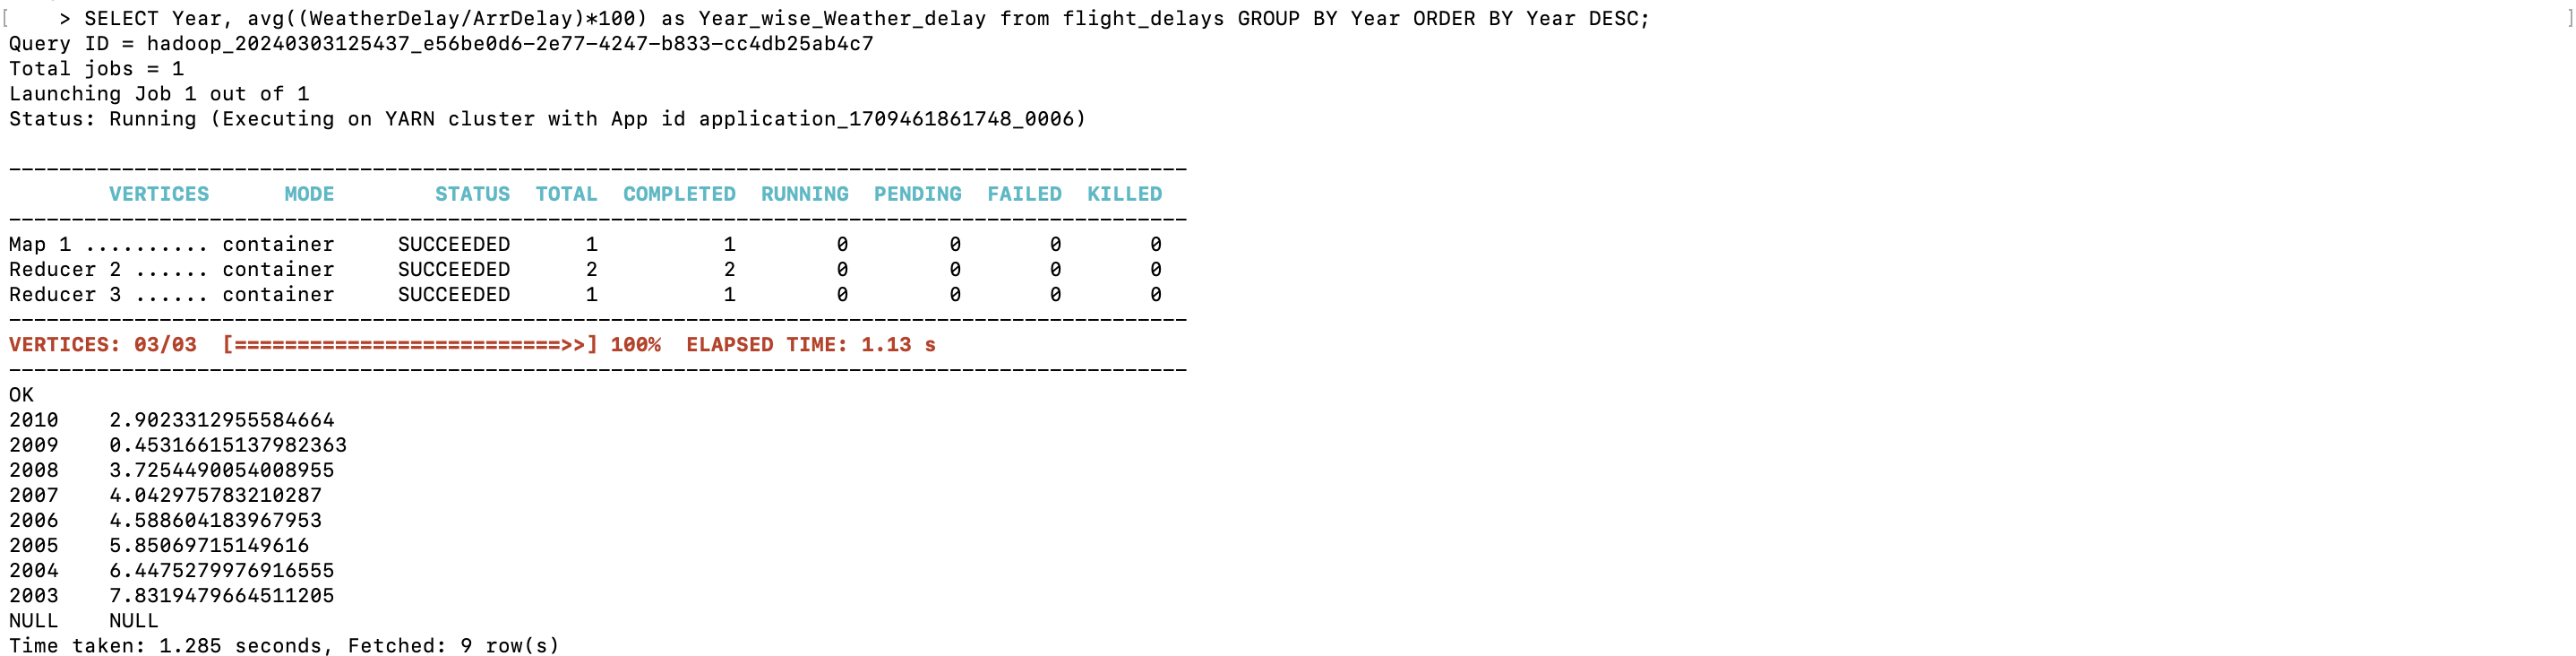 [    > SELECT Year, avg((WeatherDelay/ArrDelay)*100) as Year_wise_Weather_delay from flight_delays GROUP BY Year ORDER BY Year DESC; ]
Query ID = hadoop_20240303125437_e56be0d6-2e77-4247-b833-cc4db25ab4c7
Total jobs = 1
Launching Job 1 out of 1
Status: Running (Executing on YARN cluster with App id application_1709461861748_0006)
----------------------------------------------------------------------------------------------
        VERTICES      MODE        STATUS  TOTAL  COMPLETED  RUNNING  PENDING  FAILED  KILLED
----------------------------------------------------------------------------------------------
Map 1 .......... container     SUCCEEDED      1          1        0        0       0       0
Reducer 2 ...... container     SUCCEEDED      2          2        0        0       0       0
Reducer 3 ...... container     SUCCEEDED      1          1        0        0       0       0
----------------------------------------------------------------------------------------------
VERTICES: 03/03  [==========================>>] 100%  ELAPSED TIME: 1.13 s
----------------------------------------------------------------------------------------------
OK
2010    2.9023312955584664
2009    0.45316615137982363
2008    3.7254490054008955
2007    4.042975783210287
2006    4.588604183967953
2005    5.85069715149616
2004    6.4475279976916555
2003    7.8319479664511205
NULL    NULL
Time taken: 1.285 seconds, Fetched: 9 row(s)